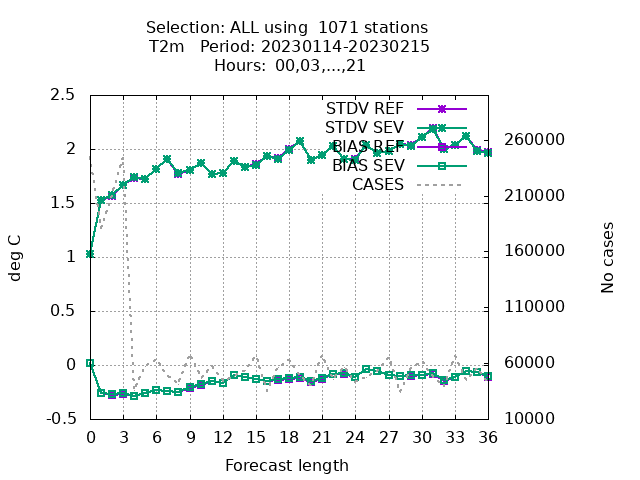 Selection: ALL using  1071 stations
T2m   Period: 20230114-20230215
Hours: 00,03,...,21
STDV REF
STDV SEV
BIAS REF
BIAS SEV
CASES
2.5
2
1.5
1
0.5
0
-0.5
260000
210000
160000
110000
60000
10000
deg C
No cases
0 3 6 9 12 15 18 21 24 27 30 33 36
Forecast length